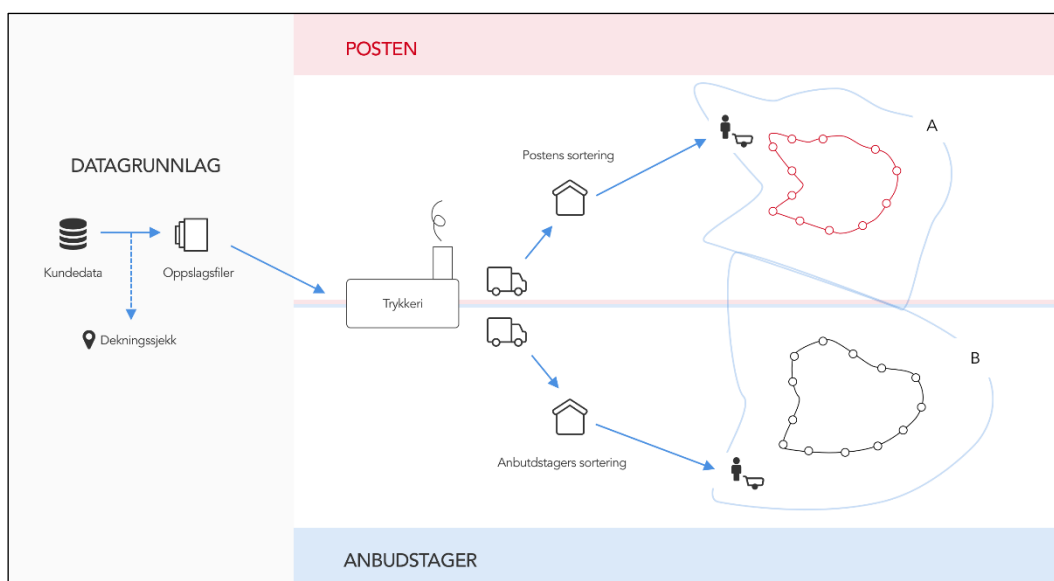 POSTEN
A
Postens sortering
DATAGRUNNLAG
Kundedata
Oppslagsfiler
Trykkeri
Dekningssjekk
B
Anbutdstagers sortering
ANBUDSTAGER